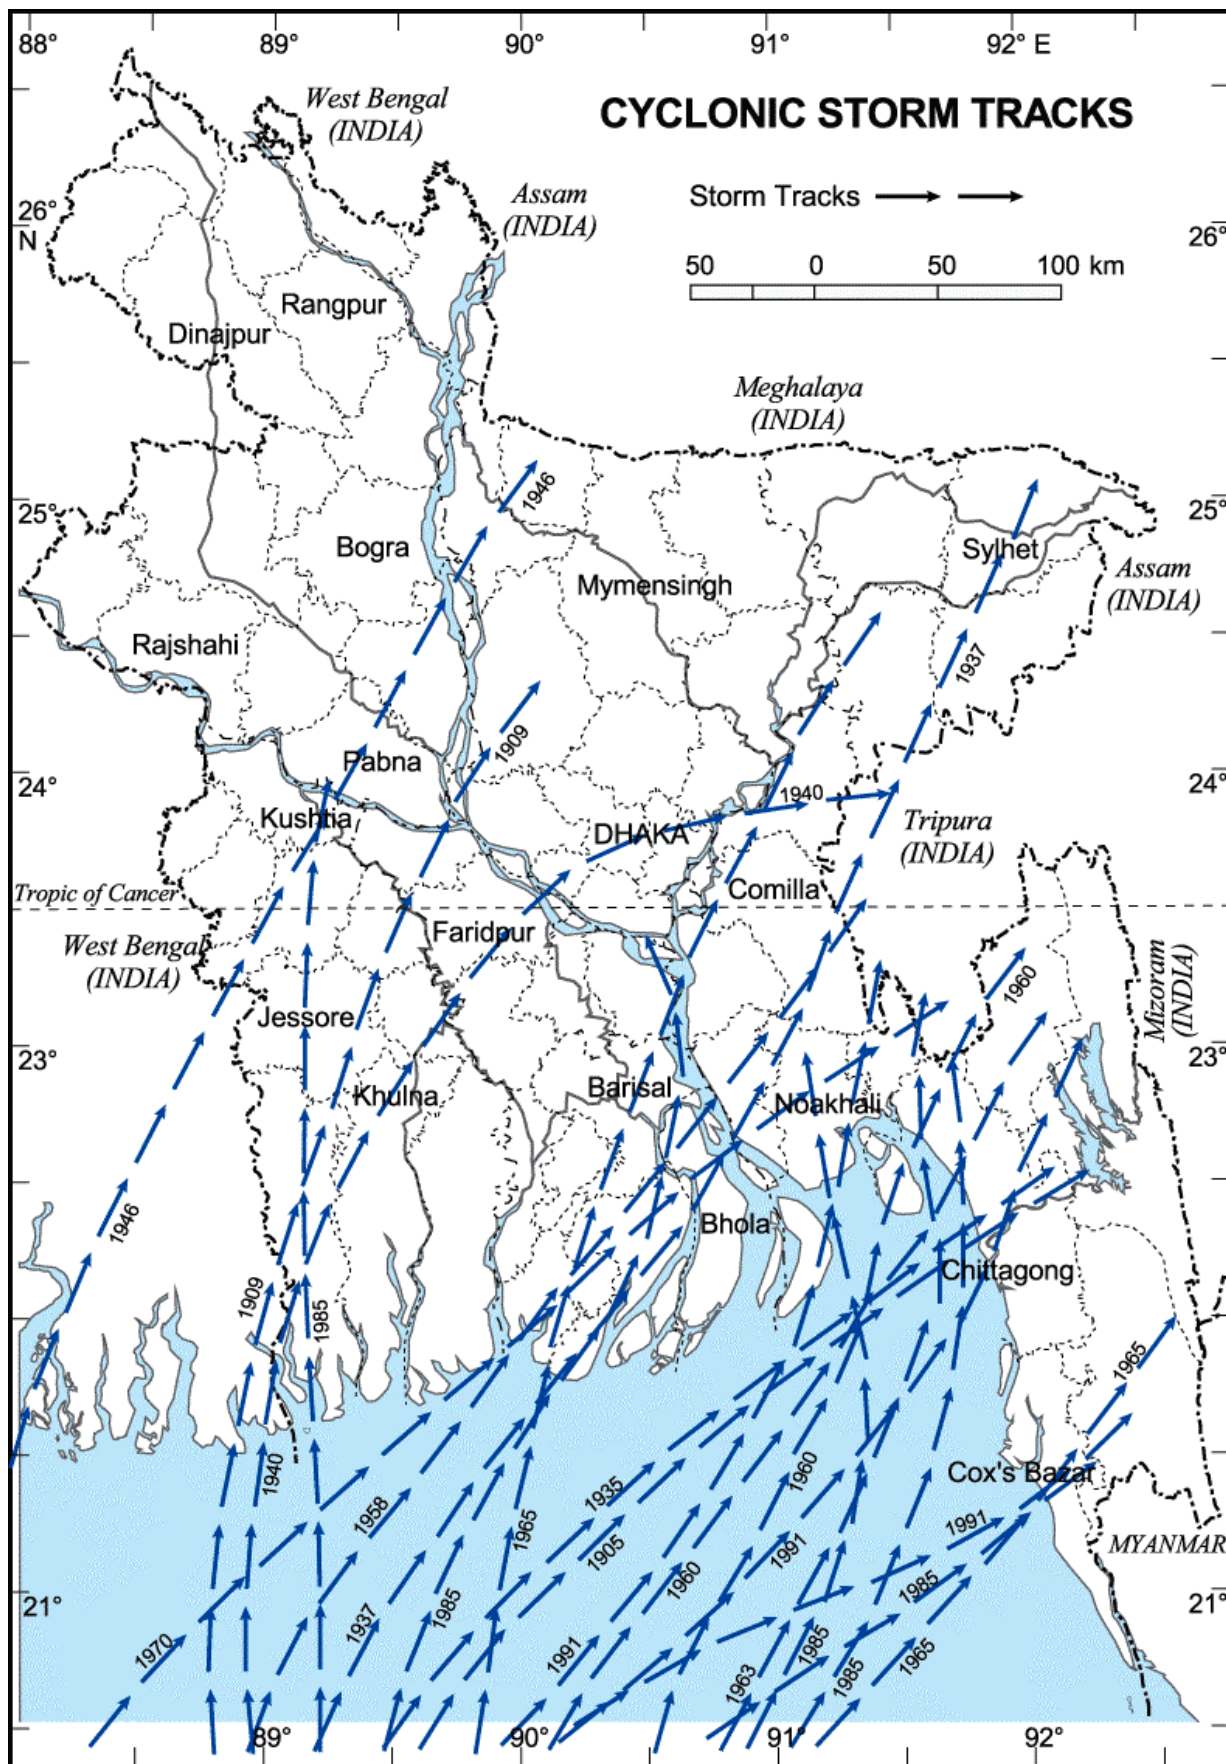 88°
89°
90°
91°
92° E
CYCLONIC STORM TRACKS
West Bengal
(INDIA)
Assam
(INDIA)
Storm Tracks
26°
N
26°
50 0 50 100 km
Rangpur
Dinajpur
Meghalaya
(INDIA)
1946
25°
25°
Bogra
Sylhet
Mymensingh
Assam
(INDIA)
Rajshahi
1937
1909
Pabna
24°
24°
1940
Kushtia
DHAKA
Tripura
(INDIA)
Comilla
Tropic of Cancer
Faridpur
West Bengal
(INDIA)
1960
Mizoram
(INDIA)
Jessore
23°
23°
Khulna
Barisal
Noakhali
1946
Bhola
Chittagong
1909
1985
1965
1940
1958
1935
1960
Cox's Bazar
1965
1905
1991
1991
MYANMAR
21°
1937
1985
1960
1985
21°
1970
1991
1963
1985
1985
1965
89°
90°
91°
92°